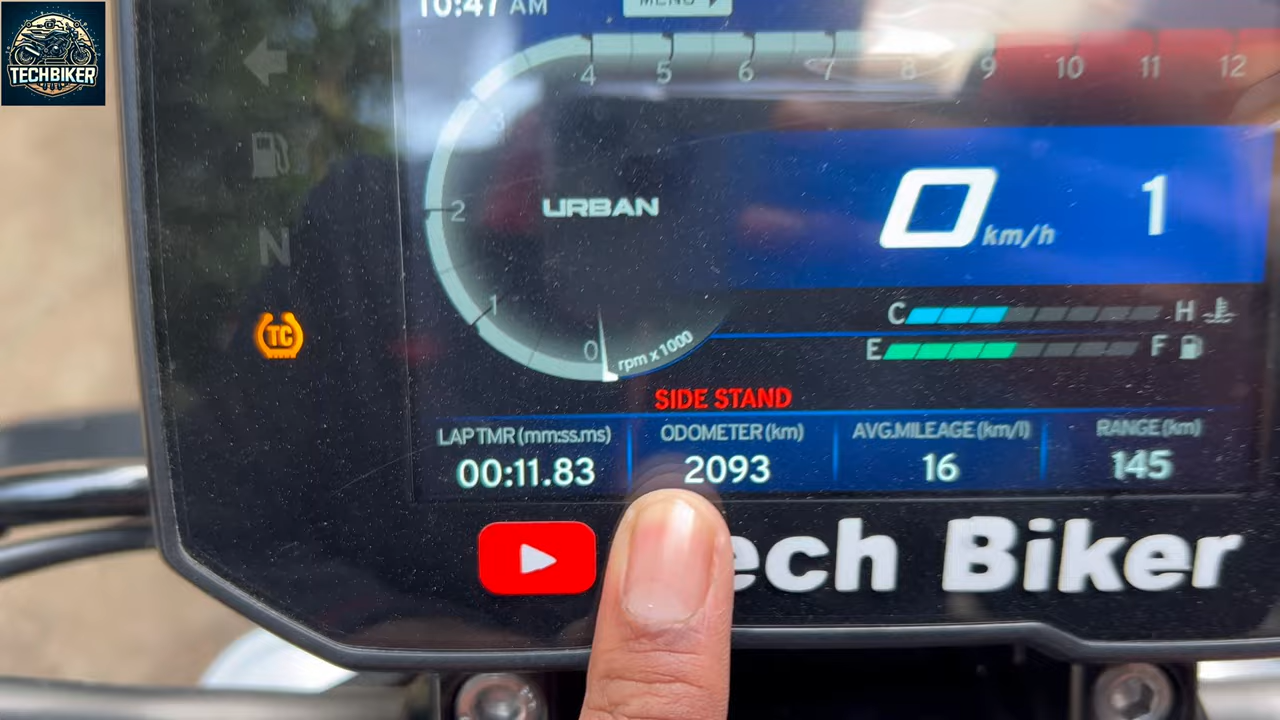 10:47 AM
MENU
TECHBIKER
4 5 6 7 8 9 10 11 12
3
2
1
0
rpm x 1000
URBAN
0 km/h 1
N
C H
TC
E F
SIDE STAND
LAP TMR (mm:ss.ms) ODOMETER (km) AVG.MILEAGE (km/l) RANGE (km)
00:11.83 2093 16 145
ech Biker